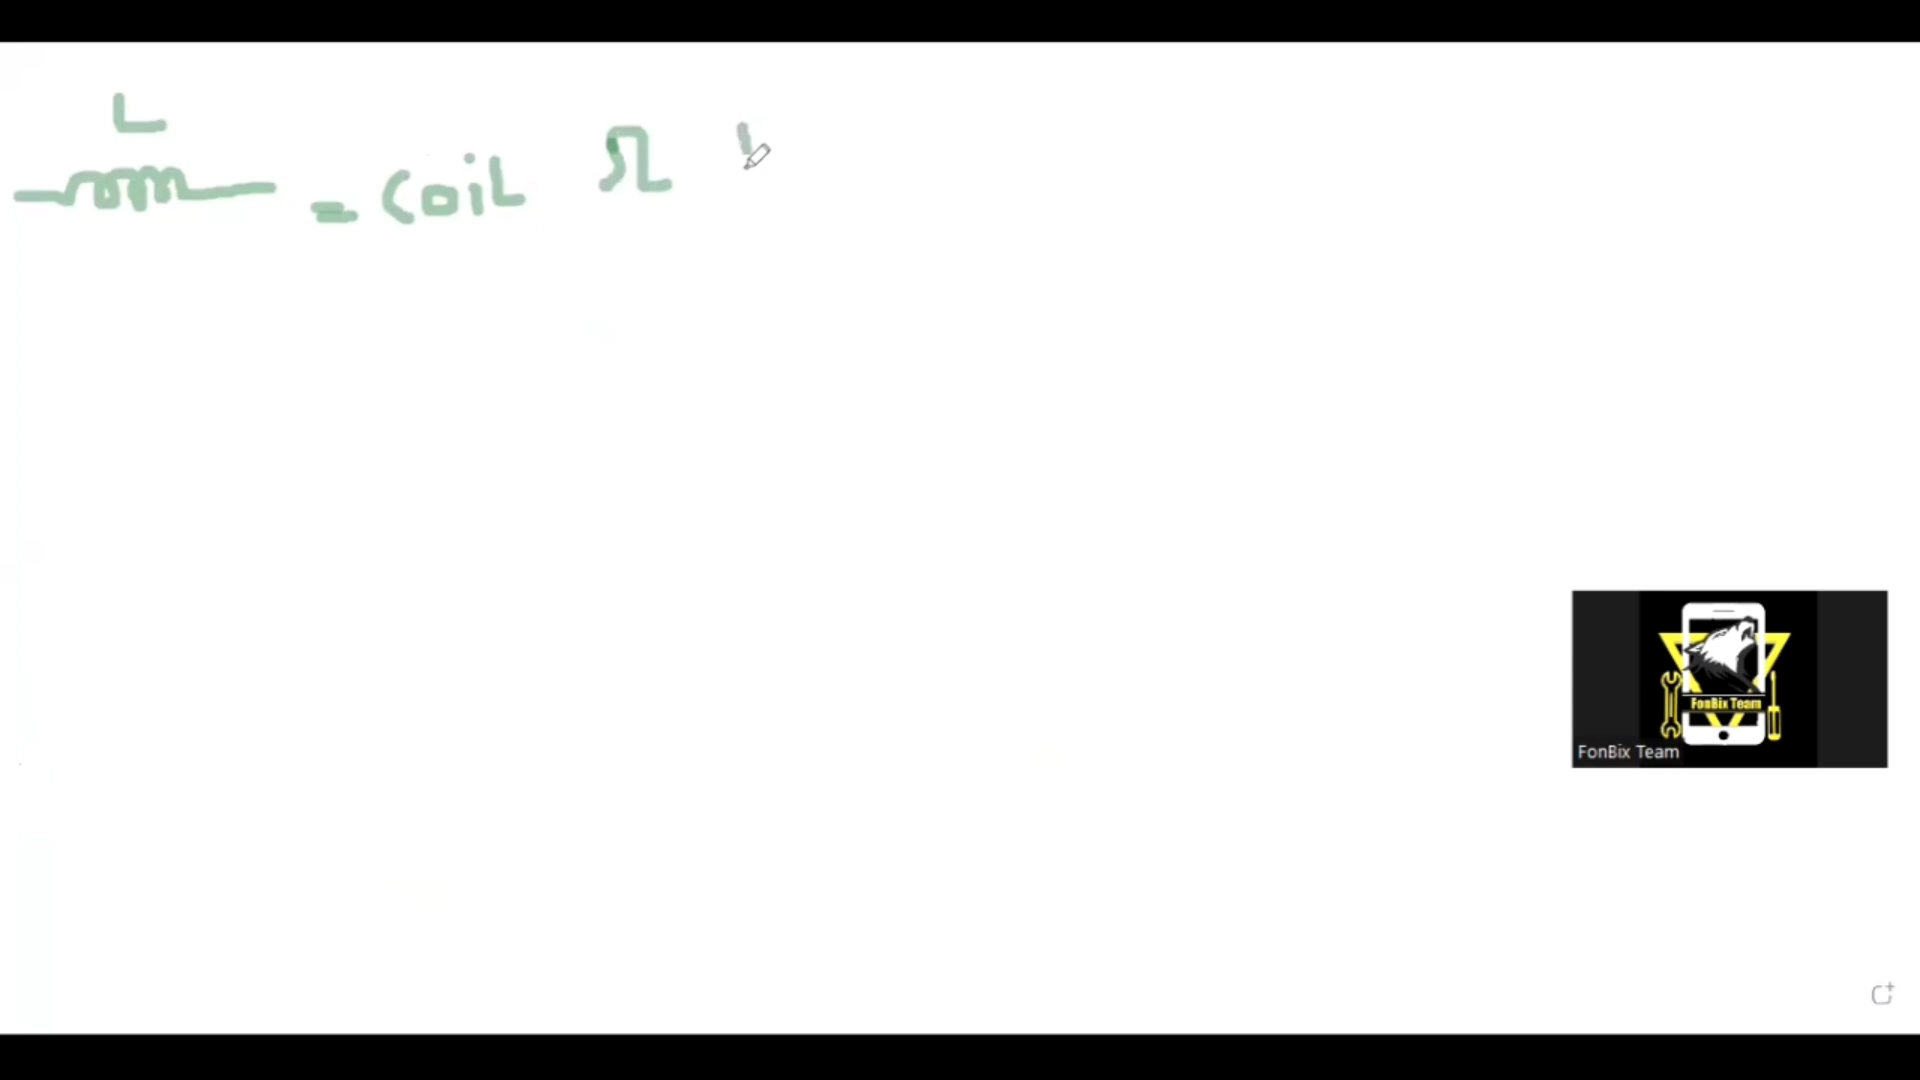 L
= Coil Ω
FonBix Team
FonBix Team